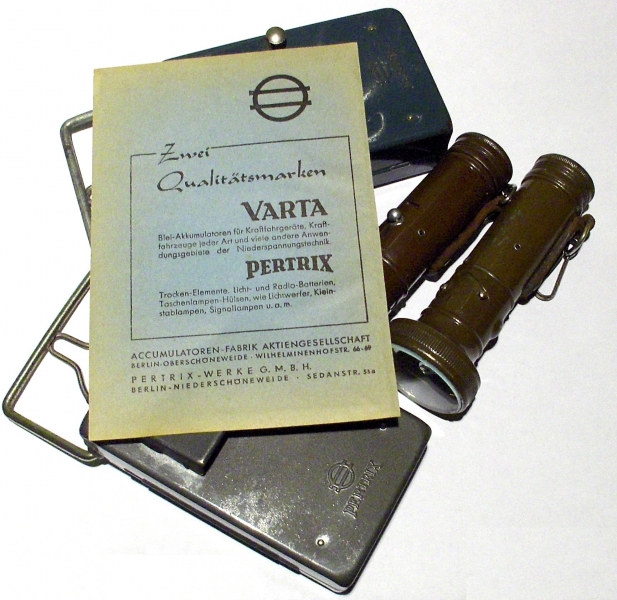 Zwei
Qualitätsmarken
VARTA
Blei-Akkumulatoren für Kraftfahrgeräte, Kraft-
fahrzeuge jeder Art und viele andere Anwen-
dungsgebiete der Niederspannungstechnik.
PERTRIX
Trocken-Elemente, Licht- und Radio-Batterien,
Taschenlampen-Hülsen, wie Lichtwerfer, Klein-
stablampen, Signallampen u. a. m.
ACCUMULATOREN-FABRIK AKTIENGESELLSCHAFT
BERLIN-OBERSCHÖNEWEIDE · WILHELMINENHOFSTR. 66-69
PERTRIX-WERKE G.M.B.H.
BERLIN-NIEDERSCHÖNEWEIDE · SEDANSTR. 53a
PERTRIX